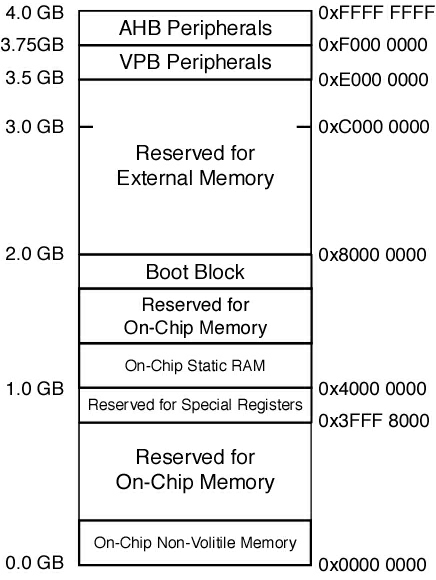 4.0 GB
AHB Peripherals
0xFFFF FFFF
3.75GB
0xF000 0000
VPB Peripherals
3.5 GB
0xE000 0000
3.0 GB
0xC000 0000
Reserved for
External Memory
2.0 GB
0x8000 0000
Boot Block
Reserved for
On-Chip Memory
On-Chip Static RAM
1.0 GB
0x4000 0000
Reserved for Special Registers
0x3FFF 8000
Reserved for
On-Chip Memory
On-Chip Non-Volitile Memory
0.0 GB
0x0000 0000